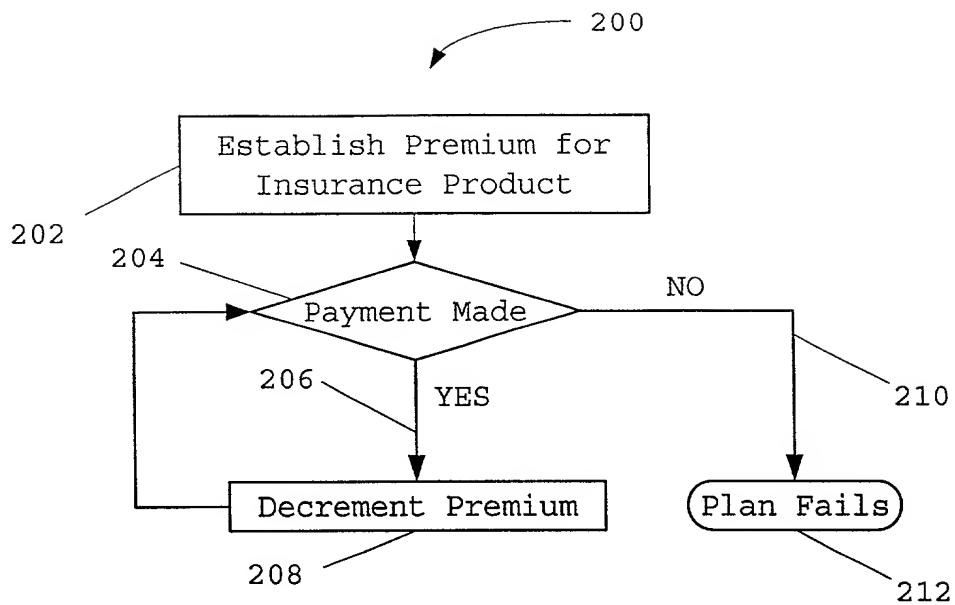 200
Establish Premium for
Insurance Product
202
204
Payment Made
NO
206
YES
210
Decrement Premium
Plan Fails
208
212